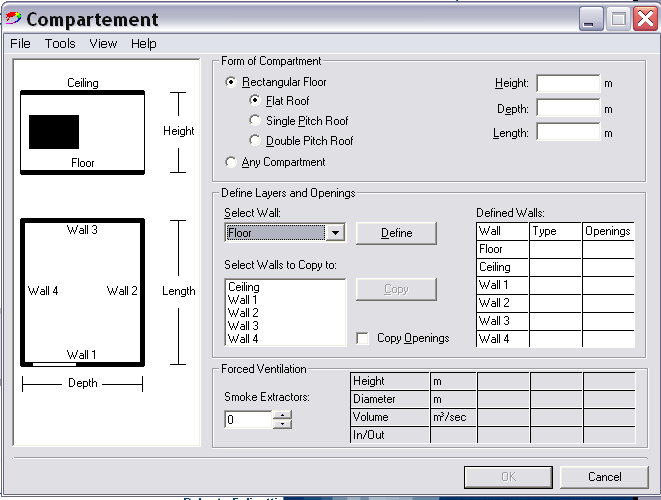 Compartement
File Tools View Help
Ceiling
Height
Floor
Wall 3
Wall 4 Wall 2
Length
Wall 1
Depth
Form of Compartment
Rectangular Floor
Flat Roof
Single Pitch Roof
Double Pitch Roof
Any Compartment
Height: m
Depth: m
Length: m
Define Layers and Openings
Select Wall:
Floor
Define
Select Walls to Copy to:
Ceiling
Wall 1
Wall 2
Wall 3
Wall 4
Copy
Copy Openings
Defined Walls:
Wall Type Openings
Floor
Ceiling
Wall 1
Wall 2
Wall 3
Wall 4
Forced Ventilation
Smoke Extractors:
0
Height m
Diameter m
Volume m³/sec
In/Out
OK Cancel